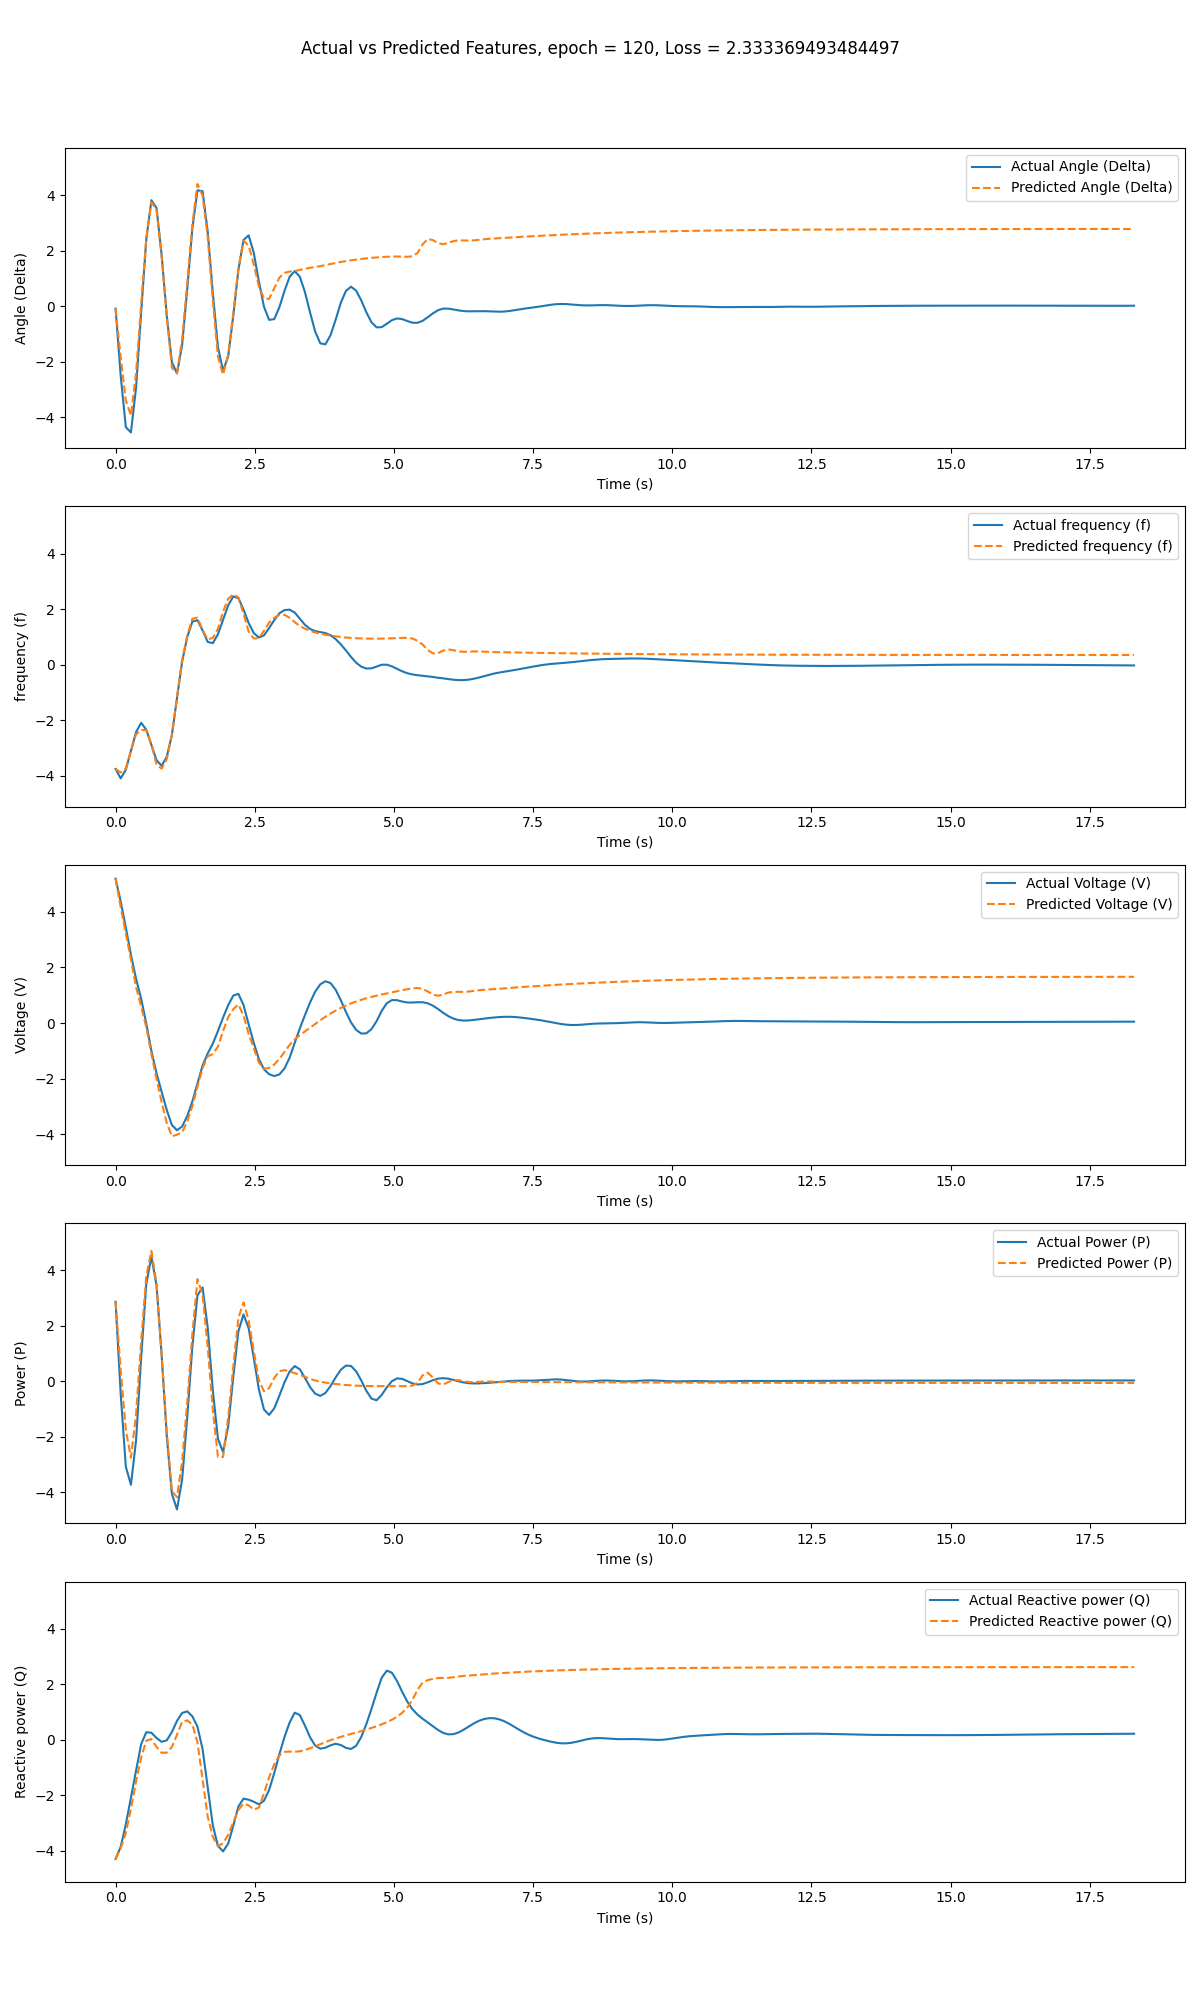 Actual vs Predicted Features, epoch = 120, Loss = 2.333369493484497
Actual Angle (Delta)
Predicted Angle (Delta)
Angle (Delta)
4
2
0
−2
−4
0.0 2.5 5.0 7.5 10.0 12.5 15.0 17.5
Time (s)
Actual frequency (f)
Predicted frequency (f)
frequency (f)
4
2
0
−2
−4
0.0 2.5 5.0 7.5 10.0 12.5 15.0 17.5
Time (s)
Actual Voltage (V)
Predicted Voltage (V)
Voltage (V)
4
2
0
−2
−4
0.0 2.5 5.0 7.5 10.0 12.5 15.0 17.5
Time (s)
Actual Power (P)
Predicted Power (P)
Power (P)
4
2
0
−2
−4
0.0 2.5 5.0 7.5 10.0 12.5 15.0 17.5
Time (s)
Actual Reactive power (Q)
Predicted Reactive power (Q)
Reactive power (Q)
4
2
0
−2
−4
0.0 2.5 5.0 7.5 10.0 12.5 15.0 17.5
Time (s)